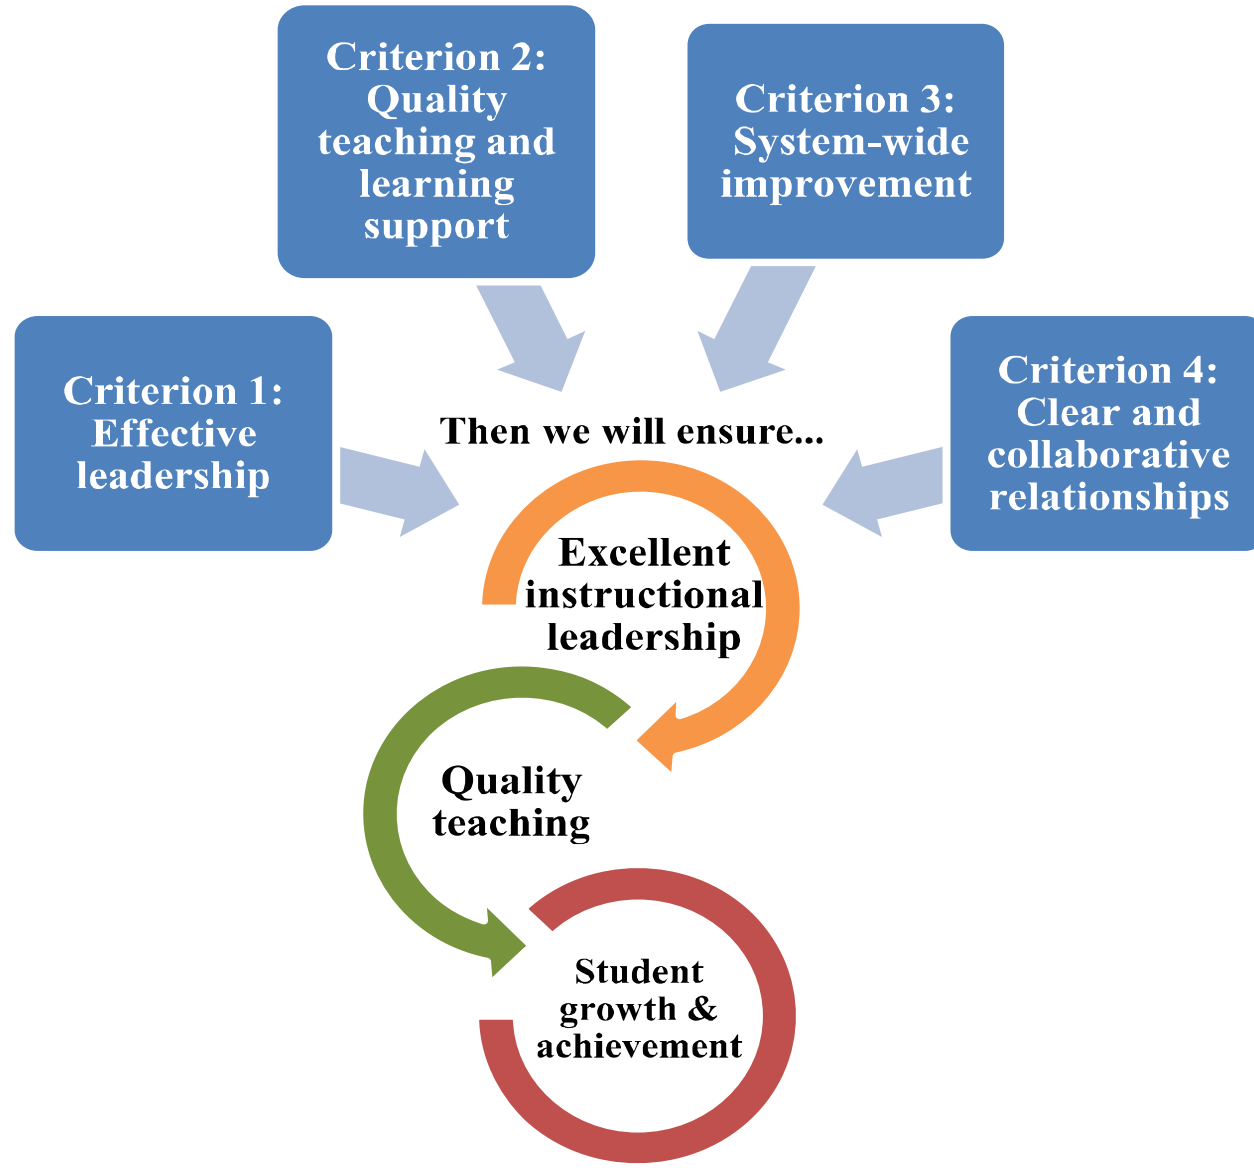 Criterion 1:
Effective
leadership
Criterion 2:
Quality
teaching and
learning
support
Criterion 3:
System-wide
improvement
Criterion 4:
Clear and
collaborative
relationships
Then we will ensure...
Excellent
instructional
leadership
Quality
teaching
Student
growth &
achievement